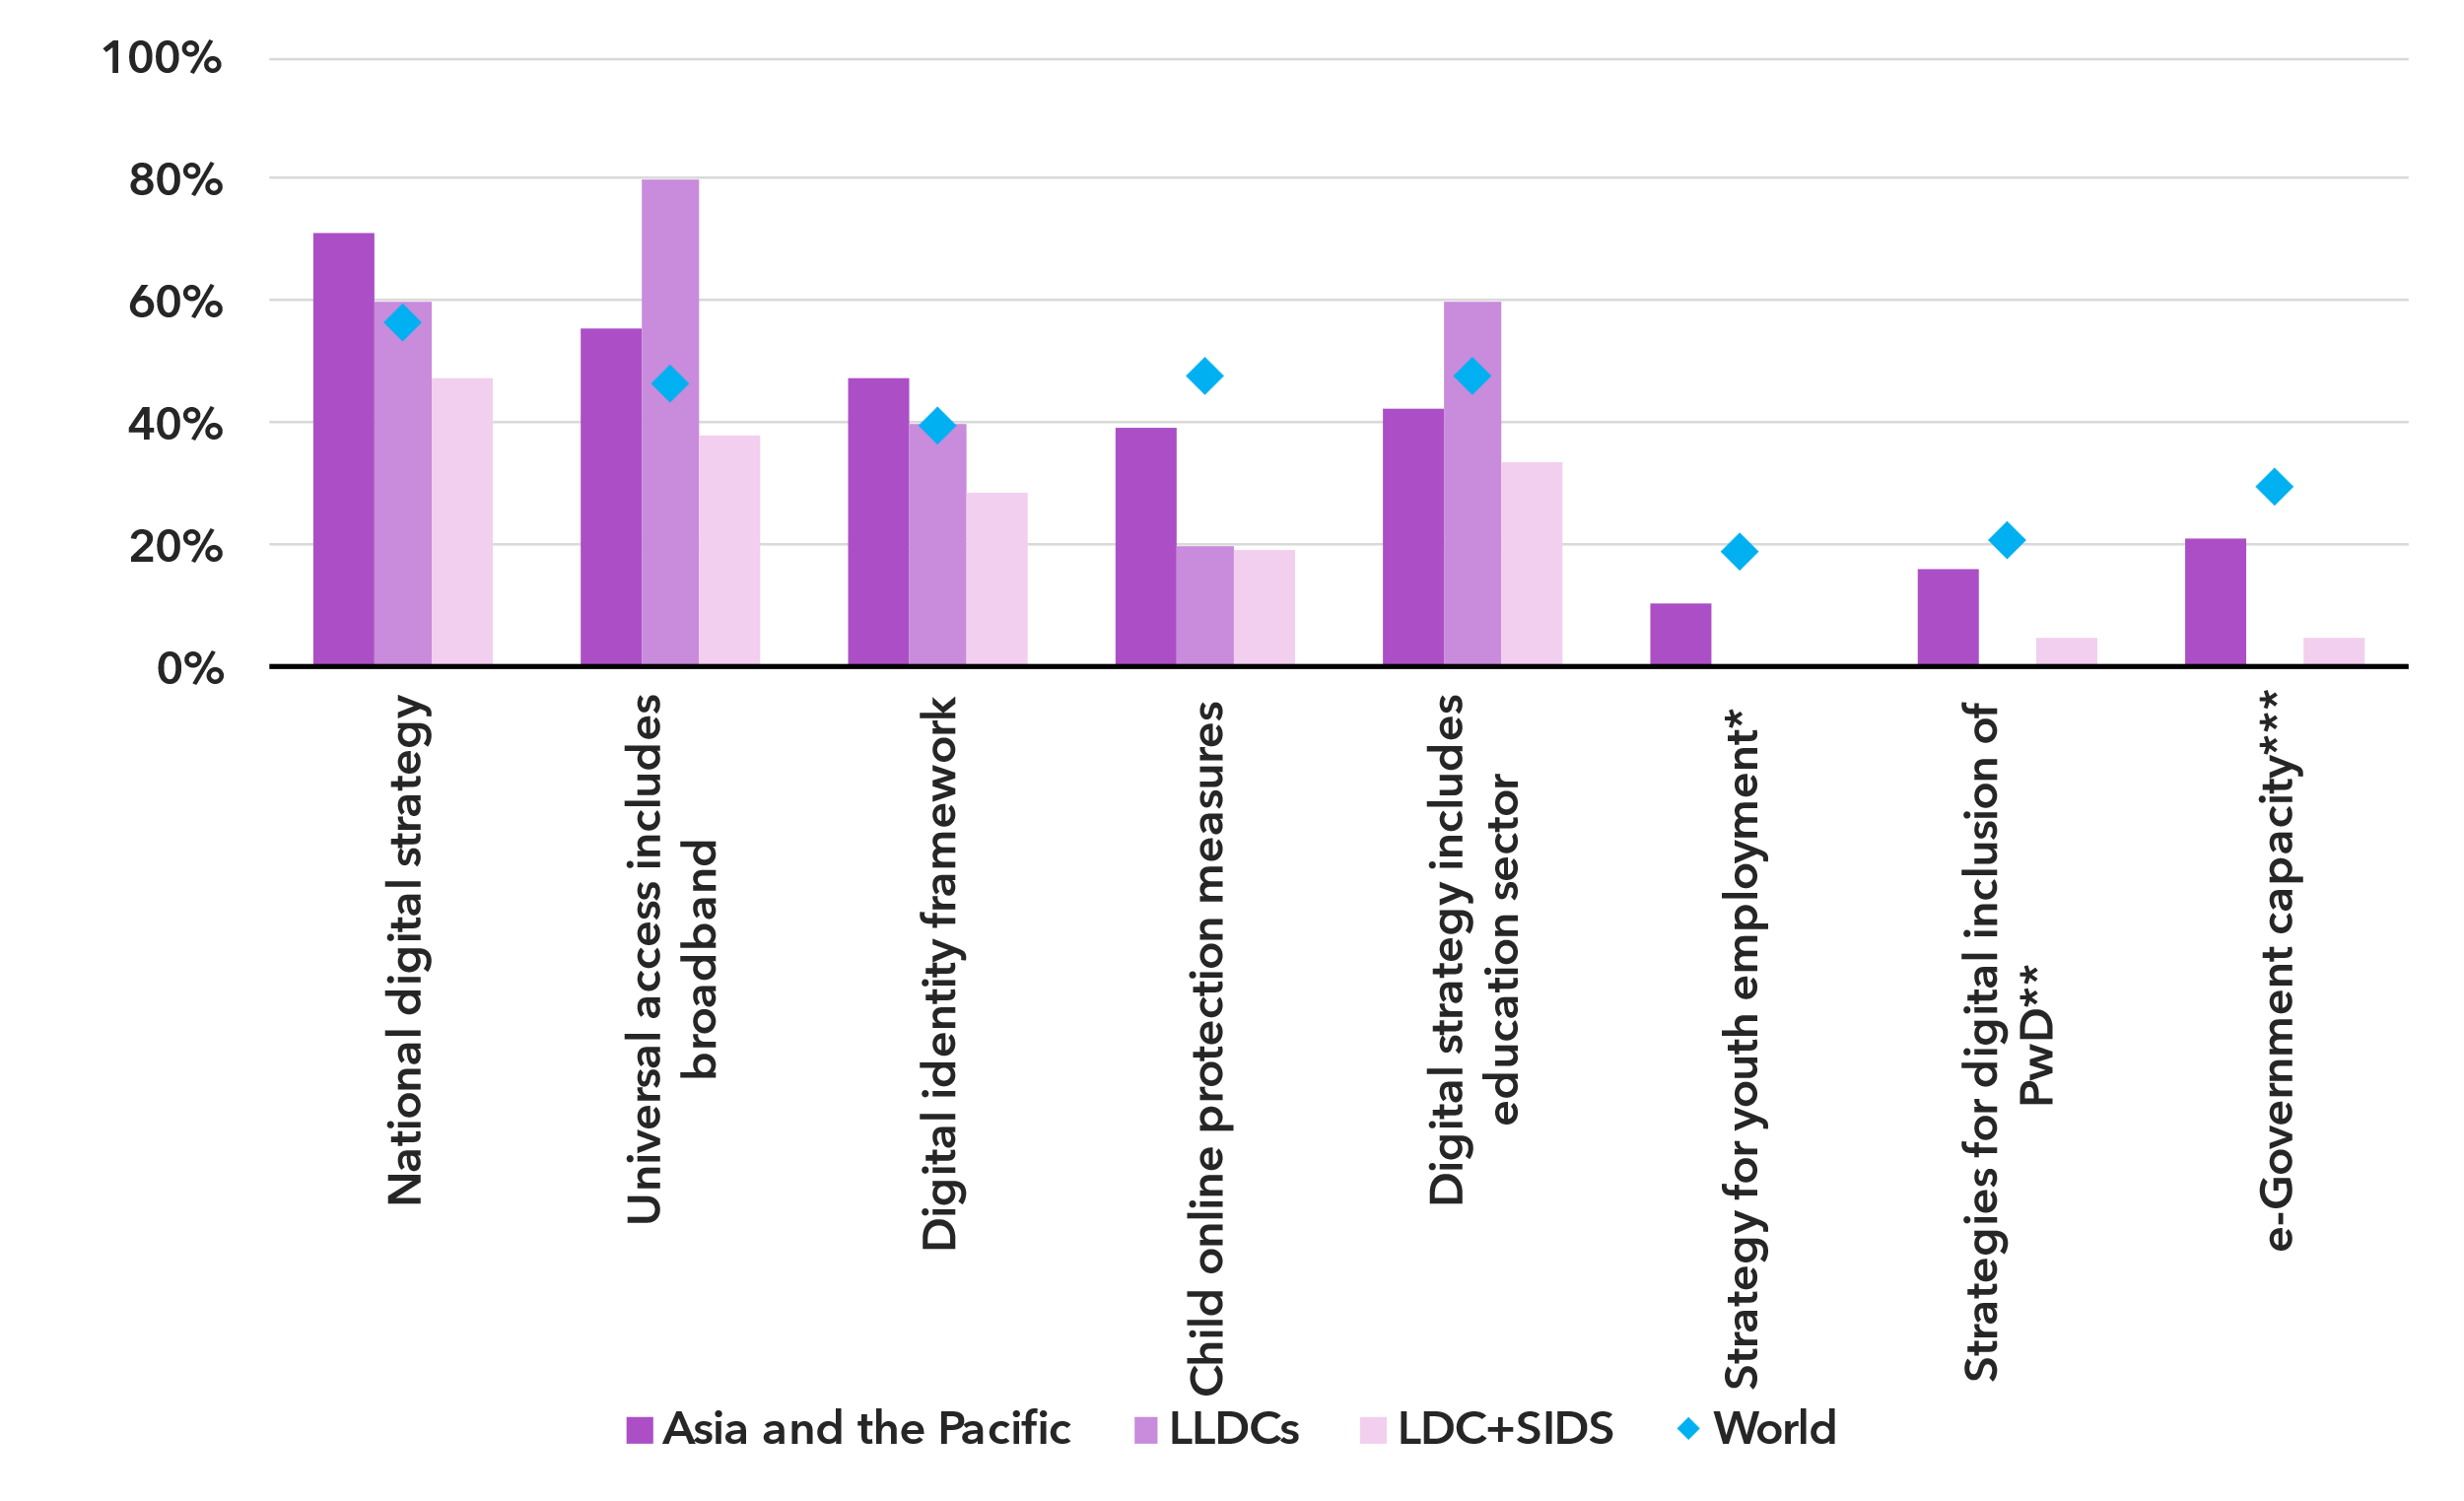 100%
80%
60%
40%
20%
0%
National digital strategy
Universal access includes
broadband
Digital identity framework
Child online protection measures
Digital strategy includes
education sector
Strategy for youth employment*
Strategies for digital inclusion of
PwD**
e-Government capacity***
Asia and the Pacific
LLDCs
LDC+SIDS
World